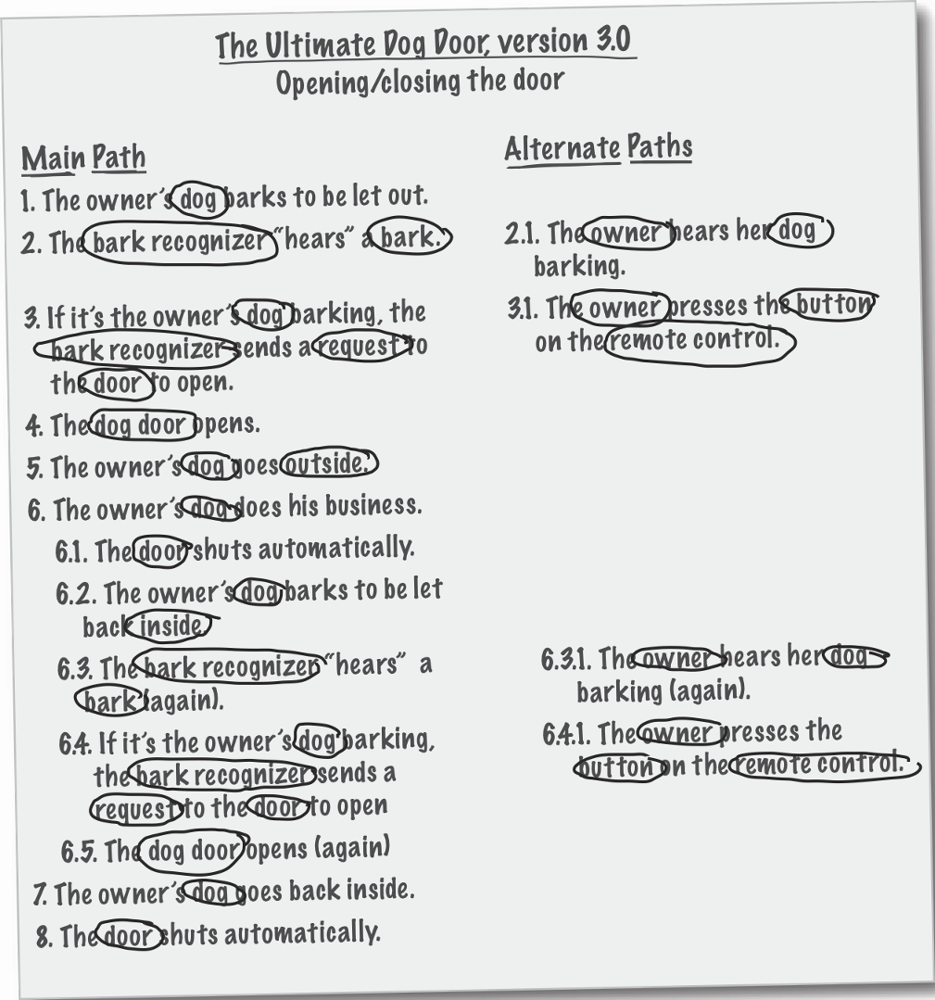 The Ultimate Dog Door, version 3.0
Opening/closing the door
Main Path
1. The owner's dog barks to be let out.
2. The bark recognizer "hears" a bark.
3. If it's the owner's dog barking, the
bark recognizer sends a request to
the door to open.
4. The dog door opens.
5. The owner's dog goes outside.
6. The owner's dog does his business.
6.1. The door shuts automatically.
6.2. The owner's dog barks to be let
back inside.
6.3. The bark recognizer "hears" a
bark (again).
6.4. If it's the owner's dog barking,
the bark recognizer sends a
request to the door to open
6.5. The dog door opens (again)
7. The owner's dog goes back inside.
8. The door shuts automatically.
Alternate Paths
2.1. The owner hears her dog
barking.
3.1. The owner presses the button
on the remote control.
6.3.1. The owner hears her dog
barking (again).
6.4.1. The owner presses the
button on the remote control.